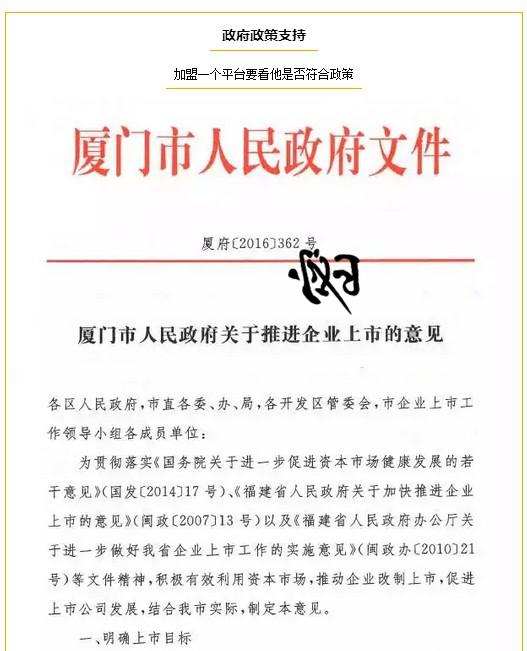 政府政策支持
加盟一个平台要看他是否符合政策
厦门市人民政府文件
厦府〔2016〕362 号
厦门市人民政府关于推进企业上市的意见
各区人民政府,市直各委、办、局,各开发区管委会,市企业上市工
作领导小组各成员单位:
为贯彻落实《国务院关于进一步促进资本市场健康发展的若
干意见》(国发〔2014〕17 号)、《福建省人民政府关于加快推进企业
上市的意见》(闽政〔2007〕13 号)以及《福建省人民政府办公厅关
于进一步做好我省企业上市工作的实施意见》(闽政办〔2010〕21
号)等文件精神,积极有效利用资本市场,推动企业改制上市,促进
上市公司发展,结合我市实际,制定本意见。
一、明确上市目标